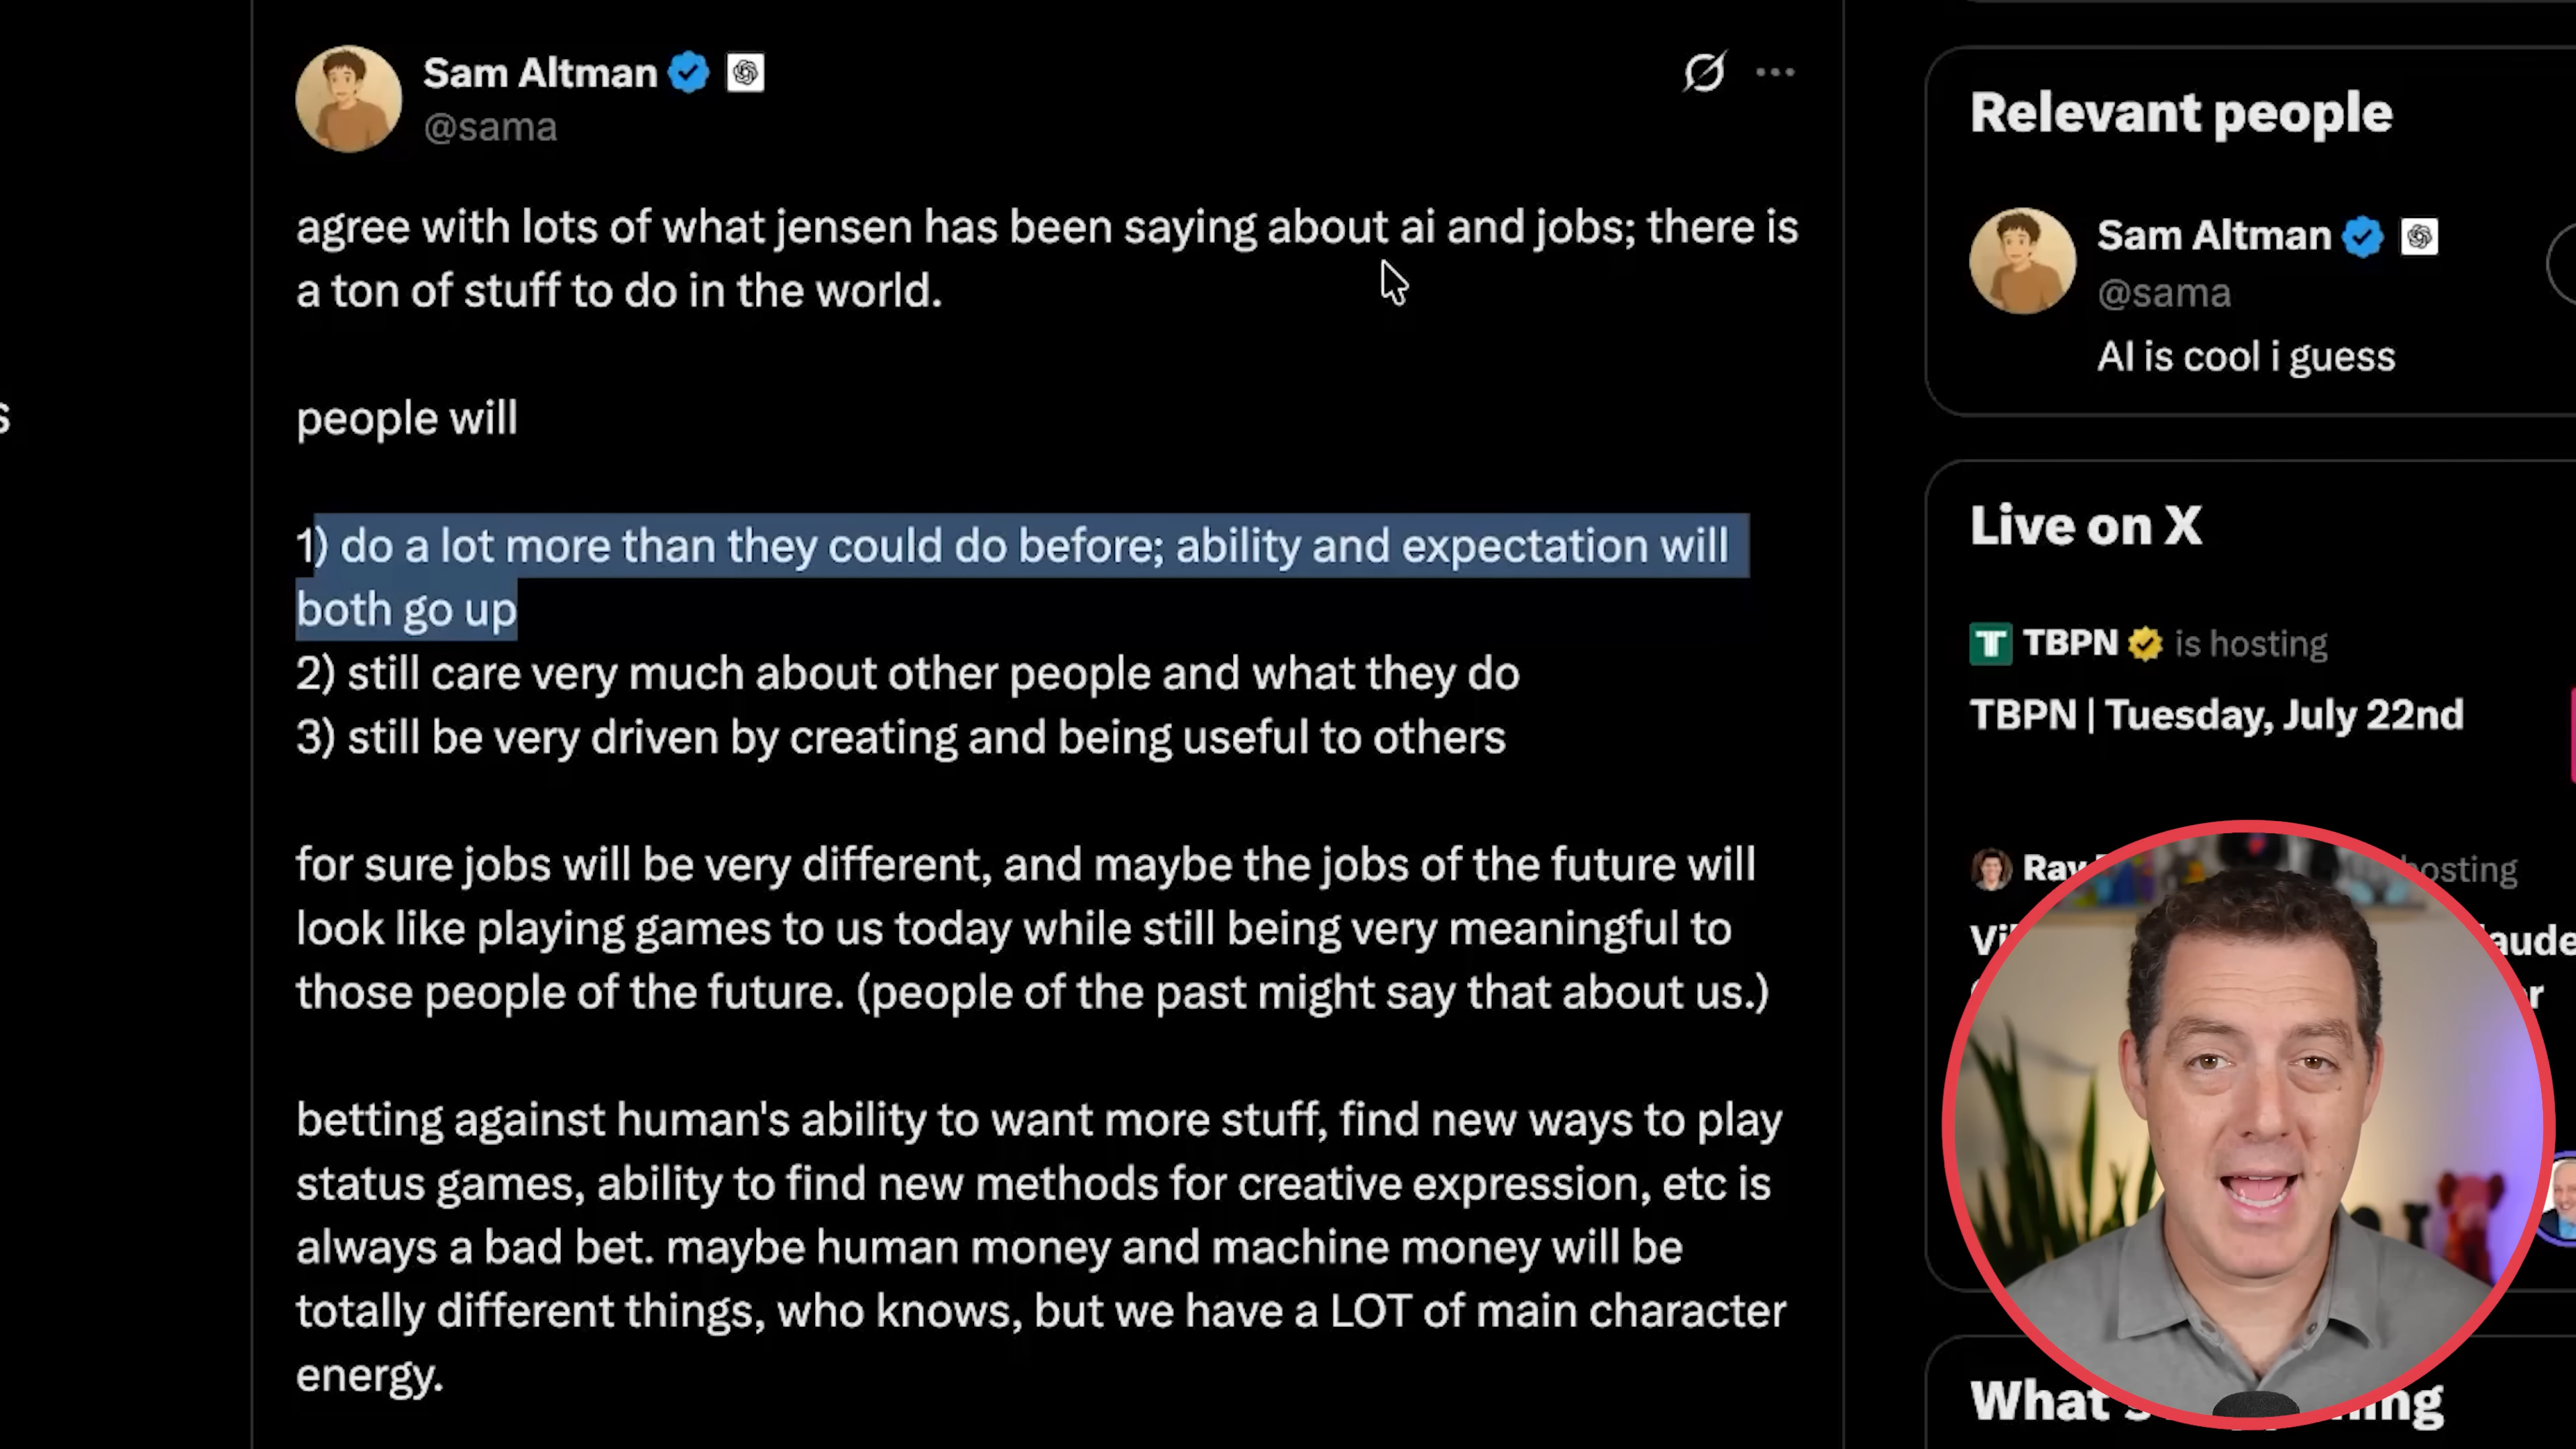 Sam Altman
@sama
agree with lots of what jensen has been saying about ai and jobs; there is
a ton of stuff to do in the world.
people will
1) do a lot more than they could do before; ability and expectation will
both go up
2) still care very much about other people and what they do
3) still be very driven by creating and being useful to others
for sure jobs will be very different, and maybe the jobs of the future will
look like playing games to us today while still being very meaningful to
those people of the future. (people of the past might say that about us.)
betting against human's ability to want more stuff, find new ways to play
status games, ability to find new methods for creative expression, etc is
always a bad bet. maybe human money and machine money will be
totally different things, who knows, but we have a LOT of main character
energy.
Relevant people
Sam Altman
@sama
AI is cool i guess
Live on X
TBPN is hosting
TBPN | Tuesday, July 22nd
Ray